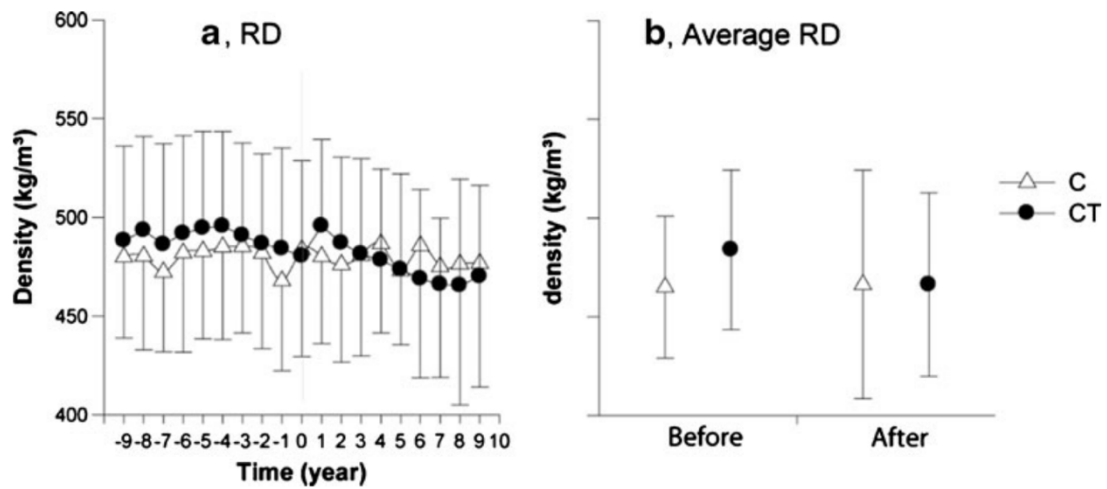 a, RD
600
550
500
450
400
Density (kg/m³)
-9 -8 -7 -6 -5 -4 -3 -2 -1 0 1 2 3 4 5 6 7 8 9 10
Time (year)
b, Average RD
density (kg/m³)
Before After
C
CT